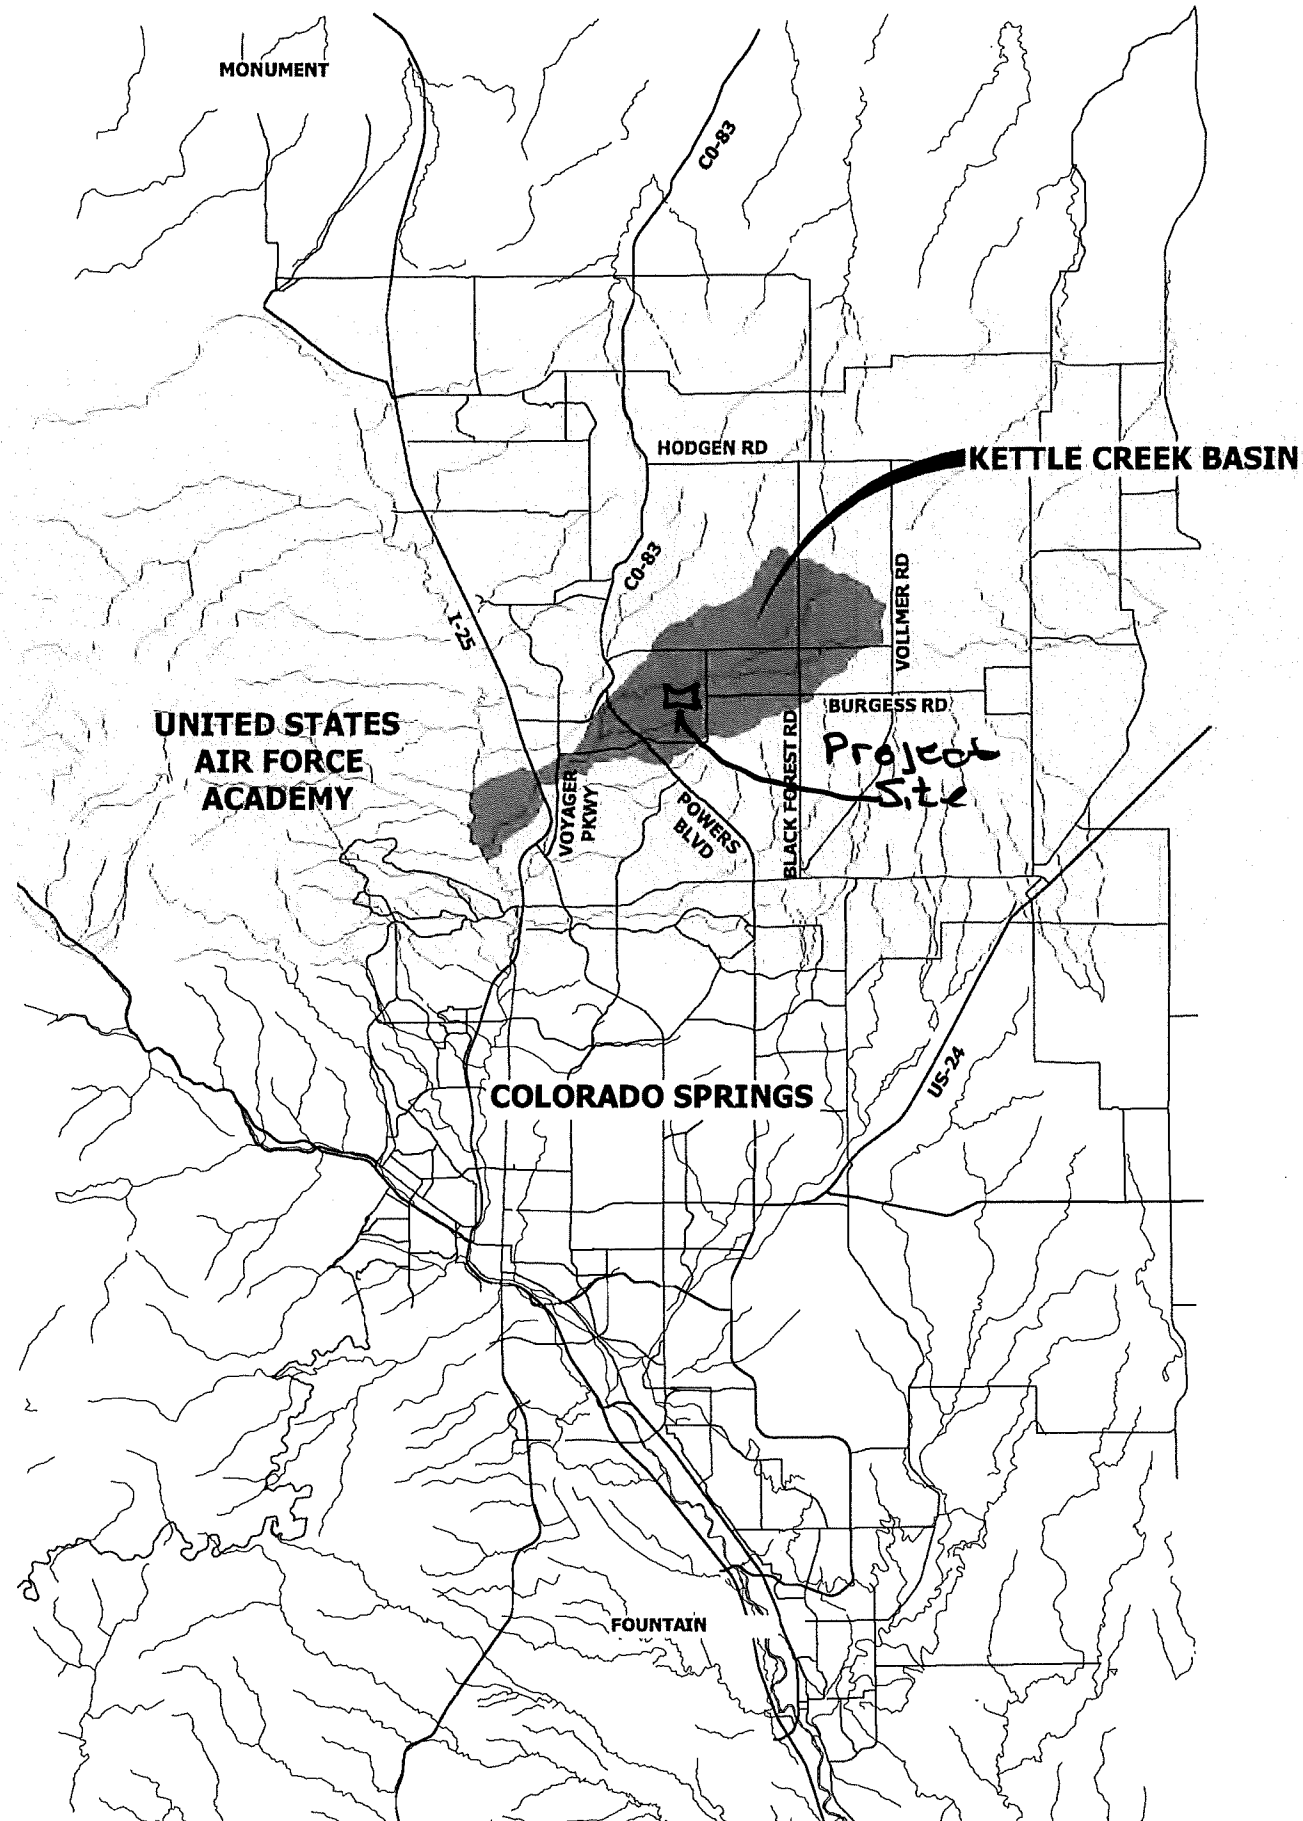 MONUMENT
CO-83
HODGEN RD
KETTLE CREEK BASIN
CO-83
VOLLMER RD
I-25
BURGESS RD
UNITED STATES
AIR FORCE
ACADEMY
Project
Site
VOYAGER
PKWY
POWERS
BLVD
BLACK FOREST RD
COLORADO SPRINGS
US-24
FOUNTAIN